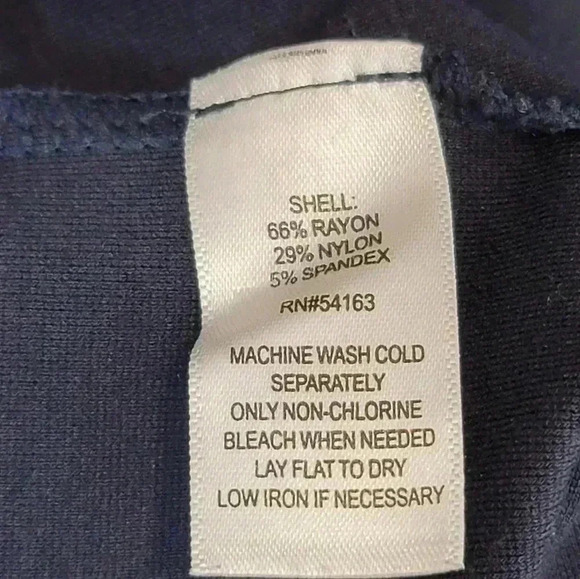 SHELL:
66% RAYON
29% NYLON
5% SPANDEX
RN#54163
MACHINE WASH COLD
SEPARATELY
ONLY NON-CHLORINE
BLEACH WHEN NEEDED
LAY FLAT TO DRY
LOW IRON IF NECESSARY